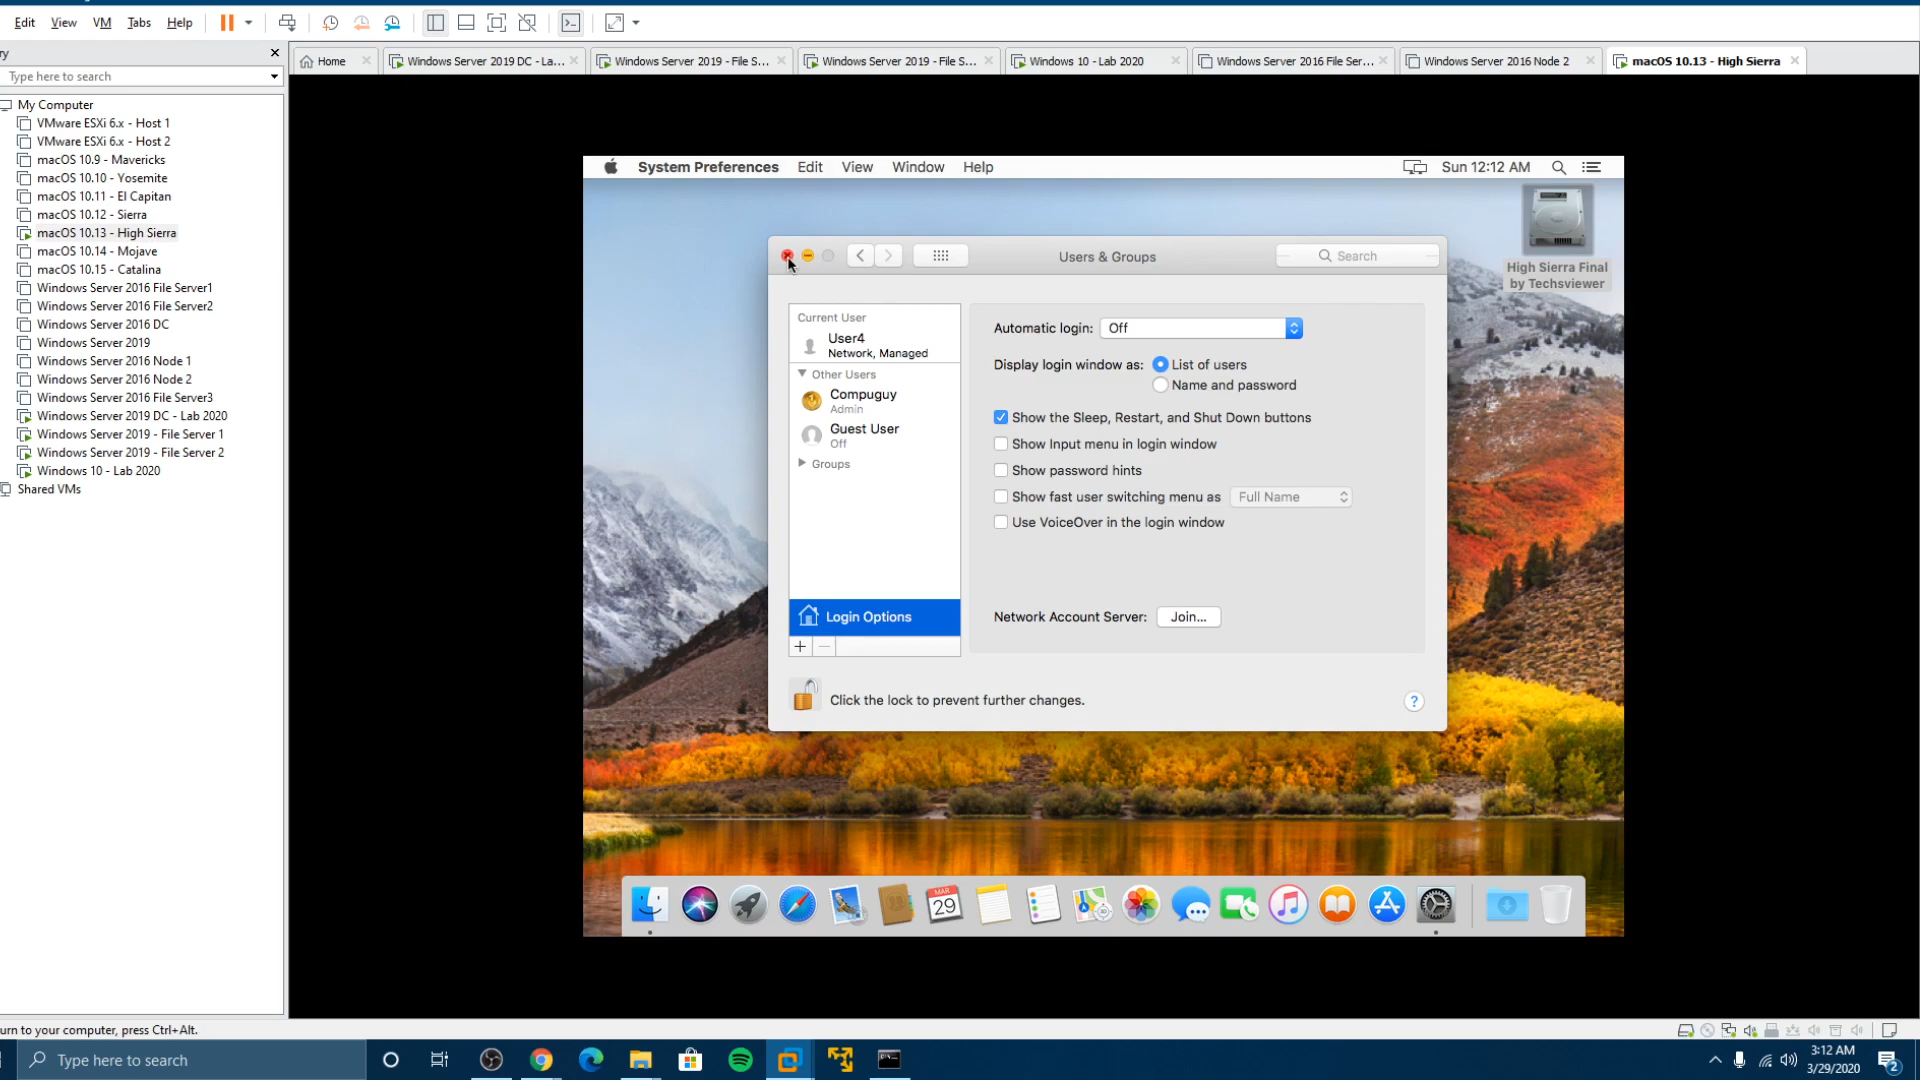 Edit View VM Tabs Help
ry
Type here to search
Home
Windows Server 2019 DC - La...
Windows Server 2019 - File S...
Windows Server 2019 - File S...
Windows 10 - Lab 2020
Windows Server 2016 File Ser...
Windows Server 2016 Node 2
macOS 10.13 - High Sierra
My Computer
VMware ESXi 6.x - Host 1
VMware ESXi 6.x - Host 2
macOS 10.9 - Mavericks
macOS 10.10 - Yosemite
macOS 10.11 - El Capitan
macOS 10.12 - Sierra
macOS 10.13 - High Sierra
macOS 10.14 - Mojave
macOS 10.15 - Catalina
Windows Server 2016 File Server1
Windows Server 2016 File Server2
Windows Server 2016 DC
Windows Server 2019
Windows Server 2016 Node 1
Windows Server 2016 Node 2
Windows Server 2016 File Server3
Windows Server 2019 DC - Lab 2020
Windows Server 2019 - File Server 1
Windows Server 2019 - File Server 2
Windows 10 - Lab 2020
Shared VMs
System Preferences Edit View Window Help
Sun 12:12 AM
High Sierra Final
by Techsviewer
Users & Groups
Search
Current User
User4
Network, Managed
Other Users
Compuguy
Admin
Guest User
Off
Groups
Login Options
Automatic login: Off
Display login window as: List of users
Name and password
Show the Sleep, Restart, and Shut Down buttons
Show Input menu in login window
Show password hints
Show fast user switching menu as Full Name
Use VoiceOver in the login window
Network Account Server: Join...
+ −
Click the lock to prevent further changes.
?
MAR
29
urn to your computer, press Ctrl+Alt.
Type here to search
3:12 AM
3/29/2020
2